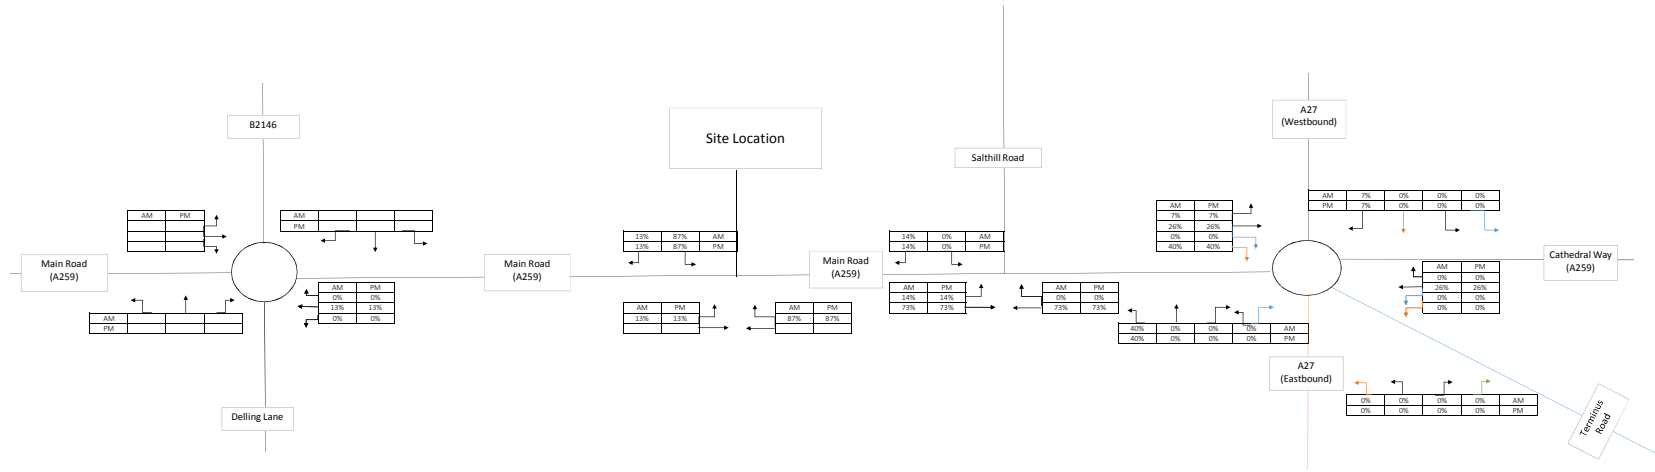 A27
(Westbound)
Site Location
B2146
Salthill Road
AM 7% 0% 0% 0%
PM 7% 0% 0% 0%
AM PM
7% 7%
26% 26%
0% 0%
40% 40%
AM PM
AM
PM
13% 87% AM
13% 87% PM
14% 0% AM
14% 0% PM
Main Road
(A259)
Main Road
(A259)
Main Road
(A259)
Cathedral Way
(A259)
AM PM
0% 0%
26% 26%
0% 0%
0% 0%
AM PM
0% 0%
13% 13%
0% 0%
AM PM
14% 14%
73% 73%
AM PM
0% 0%
73% 73%
AM PM
13% 13%
AM PM
87% 87%
AM
PM
40% 0% 0% 0% AM
40% 0% 0% 0% PM
A27
(Eastbound)
0% 0% 0% 0% AM
0% 0% 0% 0% PM
Delling Lane
Terminus
Road